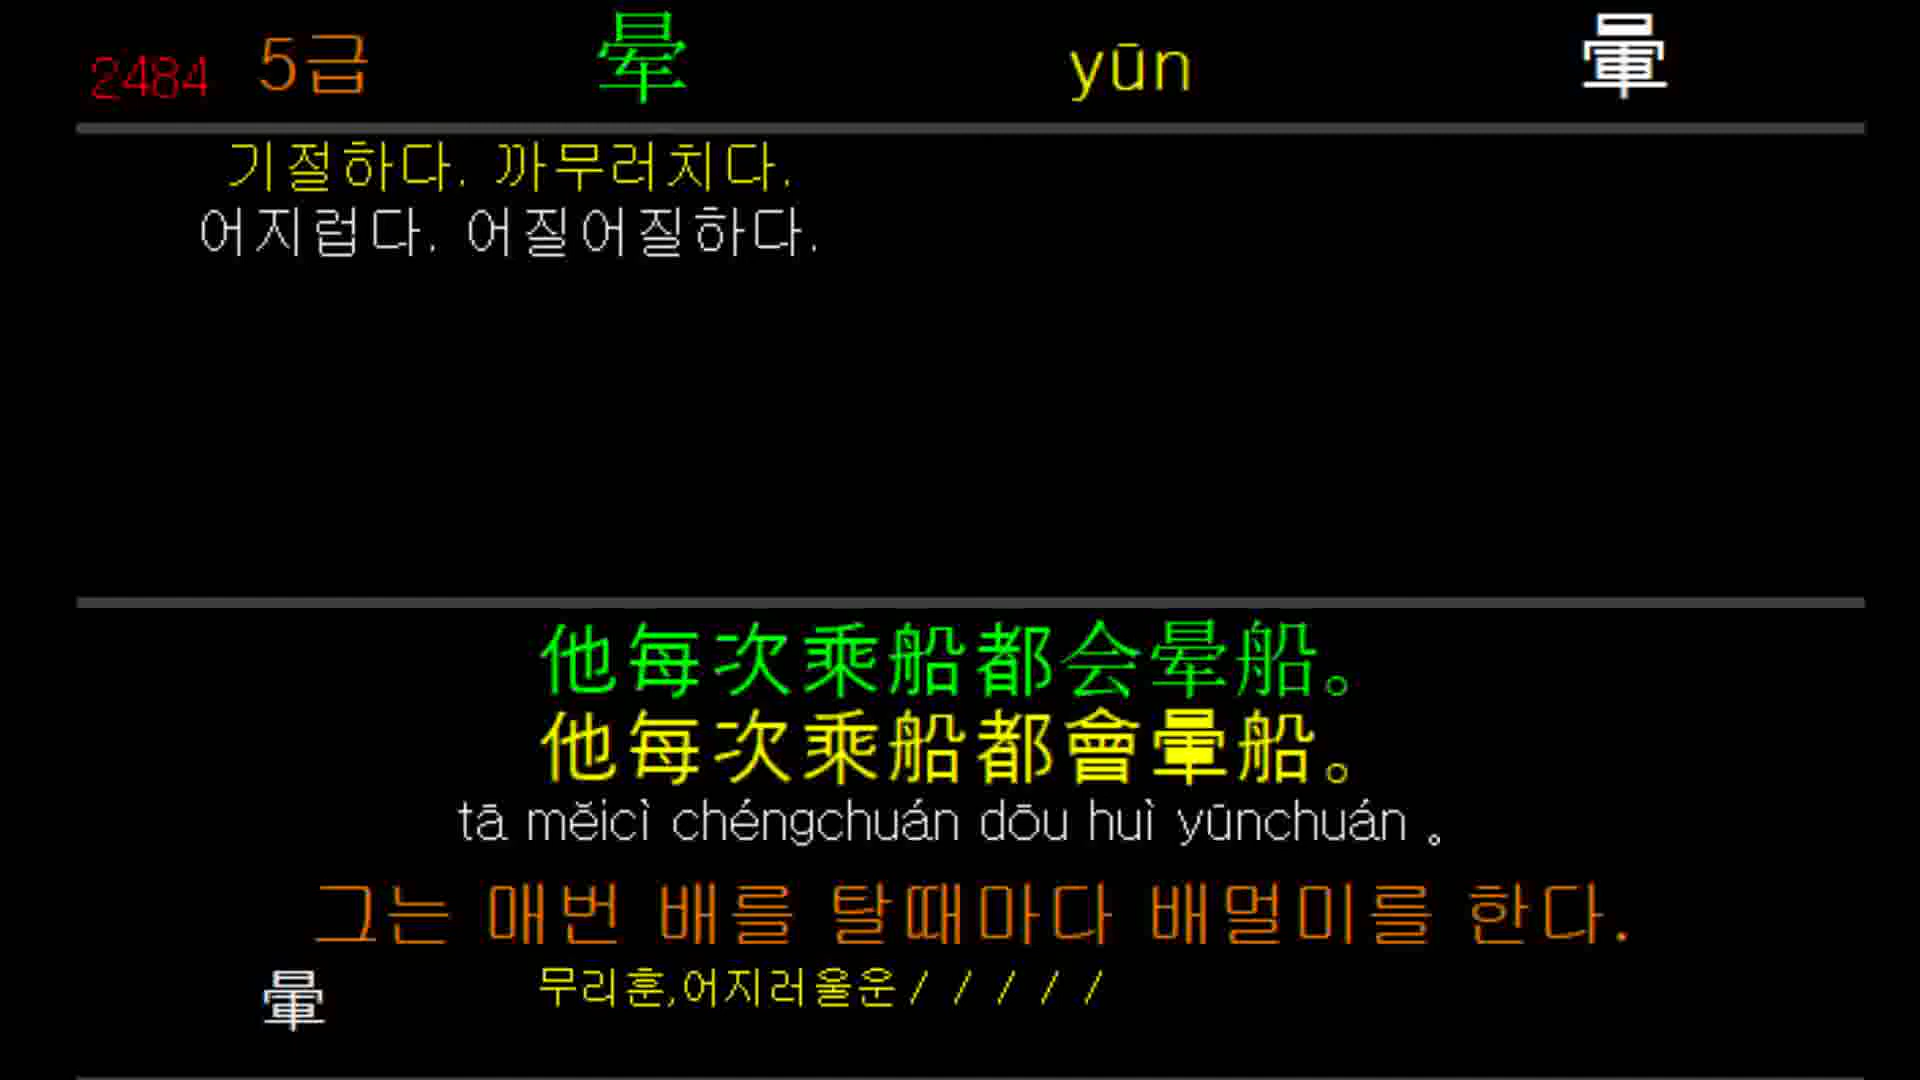 2484 5급 晕 yūn 暈
기절하다. 까무러치다.
어지럽다. 어질어질하다.
他每次乘船都会晕船。
他每次乘船都會暈船。
tā měicì chéngchuán dōu huì yūnchuán 。
그는 매번 배를 탈때마다 배멀미를 한다.
暈 무리훈,어지러울운/ / / / /